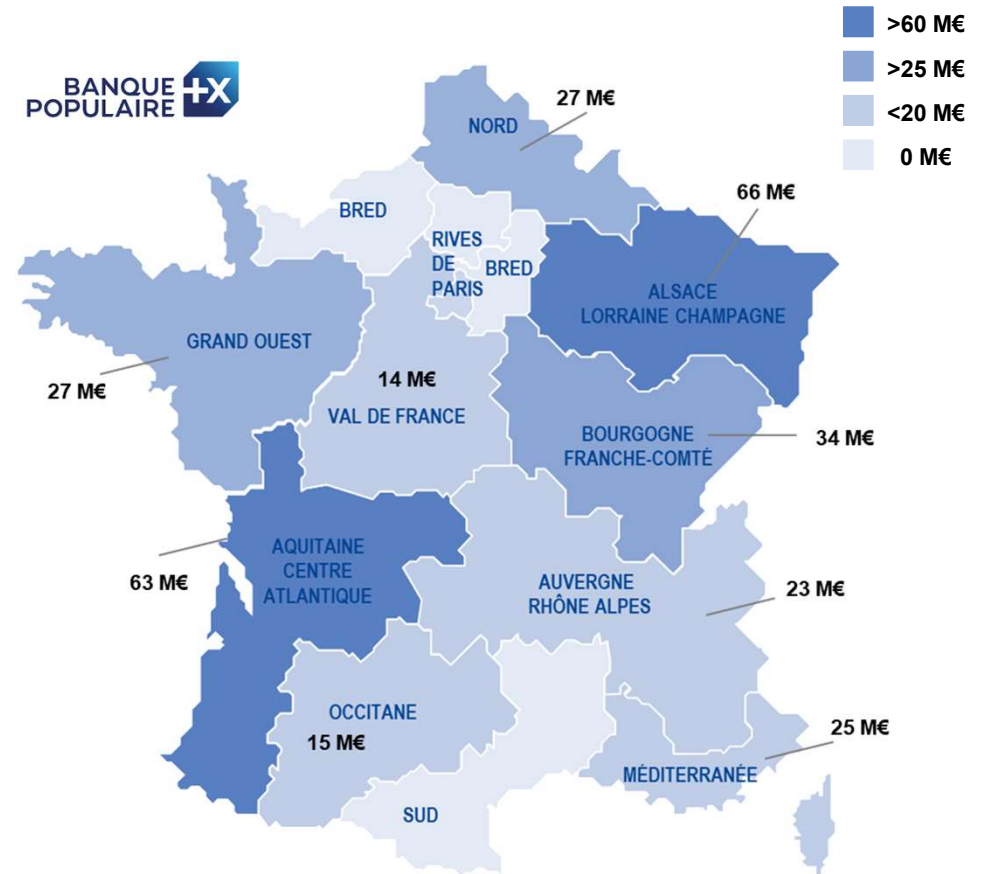 >60 M€
>25 M€
<20 M€
0 M€
BANQUE
POPULAIRE +X
27 M€
NORD
66 M€
BRED
RIVES
DE
PARIS
BRED
ALSACE
LORRAINE CHAMPAGNE
GRAND OUEST
27 M€
14 M€
VAL DE FRANCE
BOURGOGNE
FRANCHE-COMTÉ
34 M€
AQUITAINE
CENTRE
ATLANTIQUE
63 M€
AUVERGNE
RHÔNE ALPES
23 M€
OCCITANE
15 M€
25 M€
MÉDITERRANÉE
SUD